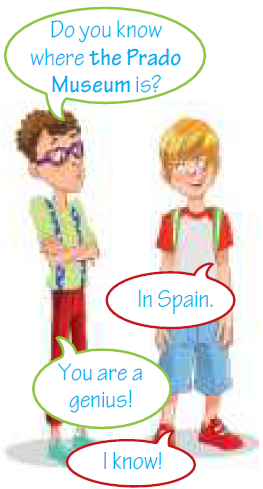 Do you know
where the Prado
Museum is?
In Spain.
You are a
genius!
I know!